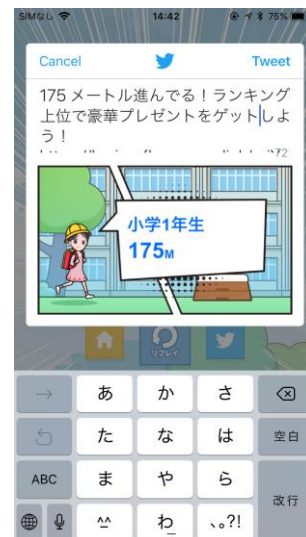 SIMなし 14:42 75%
Cancel Tweet
175 メートル進んでる！ランキング
上位で豪華プレゼントをゲットしよ
う！
72
小学1年生
175M
リプレイ
→ あ か さ
た な は 空白
ABC ま や ら
改行
^^ わ 、。?!